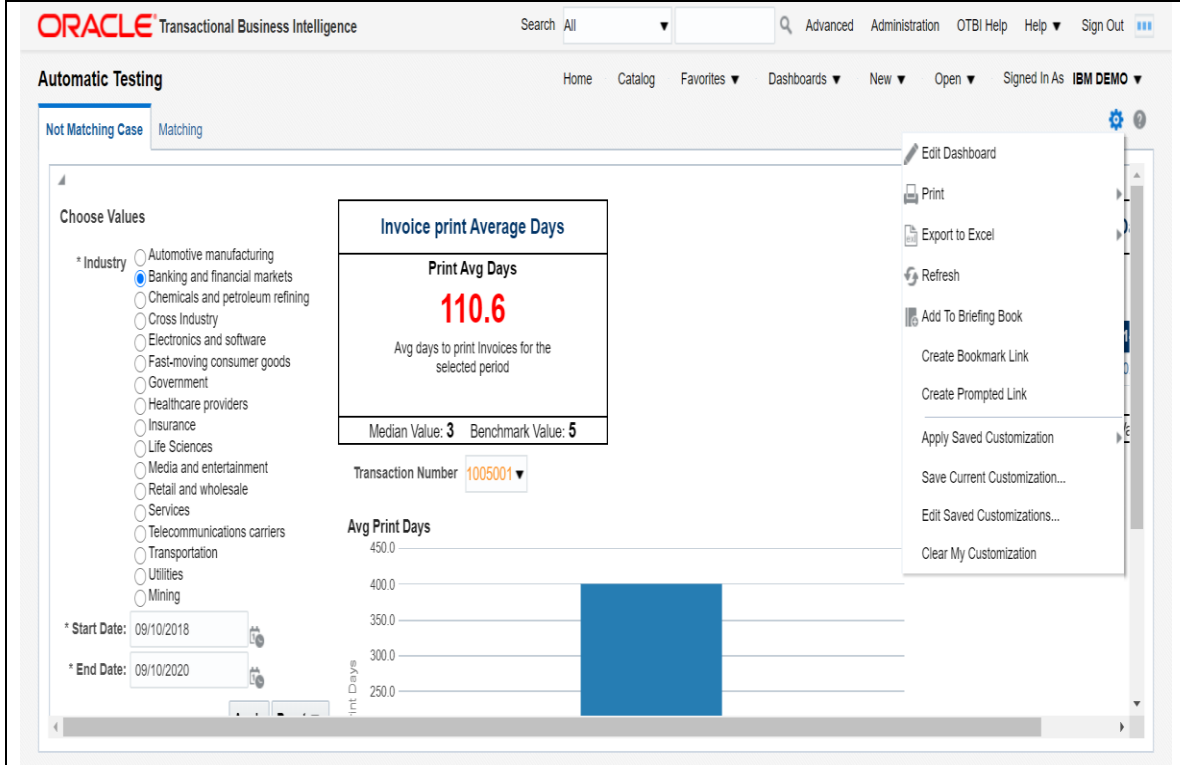 ORACLE Transactional Business Intelligence
Search All Advanced Administration OTBI Help Help Sign Out
Automatic Testing
Home Catalog Favorites Dashboards New Open Signed In As IBM DEMO
Not Matching Case Matching
Edit Dashboard
Print
Export to Excel
Refresh
Add To Briefing Book
Create Bookmark Link
Create Prompted Link
Apply Saved Customization
Save Current Customization...
Edit Saved Customizations...
Clear My Customization
Choose Values
* Industry
Automotive manufacturing
Banking and financial markets
Chemicals and petroleum refining
Cross Industry
Electronics and software
Fast-moving consumer goods
Government
Healthcare providers
Insurance
Life Sciences
Media and entertainment
Retail and wholesale
Services
Telecommunications carriers
Transportation
Utilities
Mining
* Start Date: 09/10/2018
* End Date: 09/10/2020
Invoice print Average Days
Print Avg Days
110.6
Avg days to print Invoices for the
selected period
Median Value: 3 Benchmark Value: 5
Transaction Number 1005001
Avg Print Days
450.0
400.0
350.0
300.0
250.0
Days